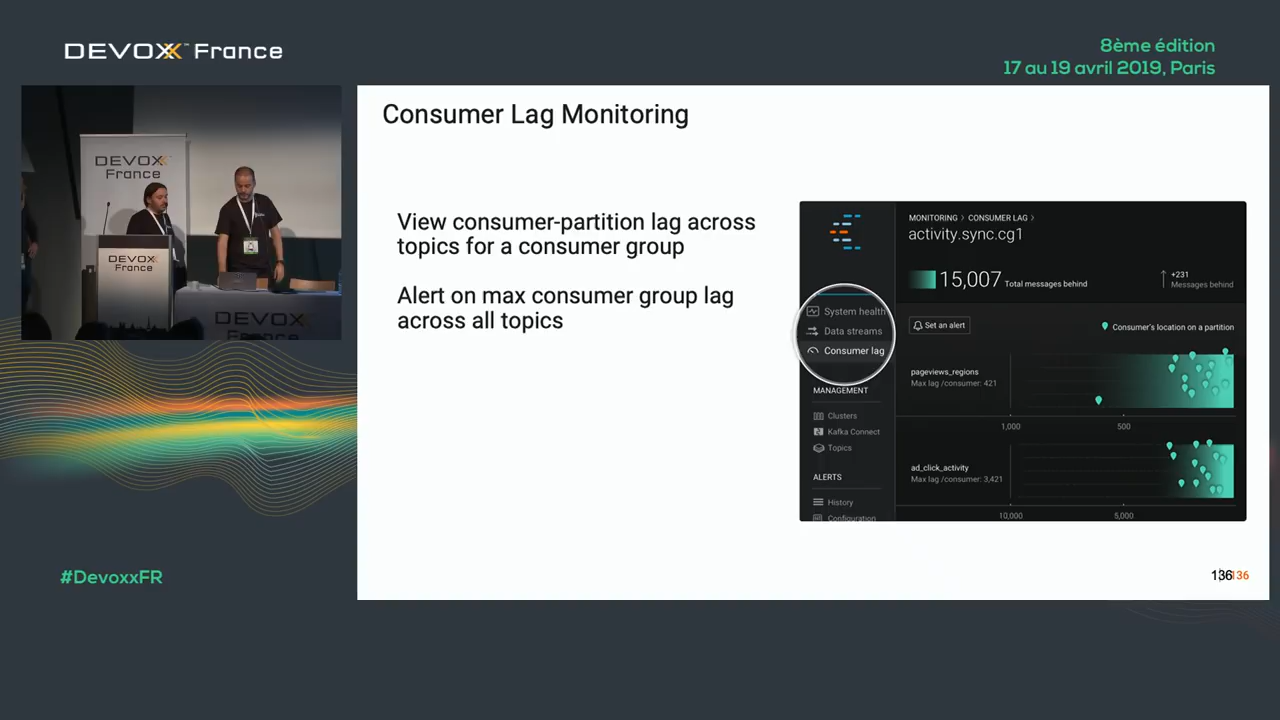 DEVOXX™ France
8ème édition
17 au 19 avril 2019, Paris
DEVOXX
France
DEVOXX
France
DEVOXX
#DevoxxFR
Consumer Lag Monitoring
View consumer-partition lag across
topics for a consumer group
Alert on max consumer group lag
across all topics
MONITORING > CONSUMER LAG >
activity.sync.cg1
15,007 Total messages behind
+231
Messages behind
System health
Data streams
Consumer lag
MANAGEMENT
Clusters
Kafka Connect
Topics
ALERTS
History
Configuration
Set an alert
Consumer's location on a partition
pageviews_regions
Max lag /consumer: 421
1,000
500
ad_click_activity
Max lag /consumer: 3,421
10,000
5,000
136
136